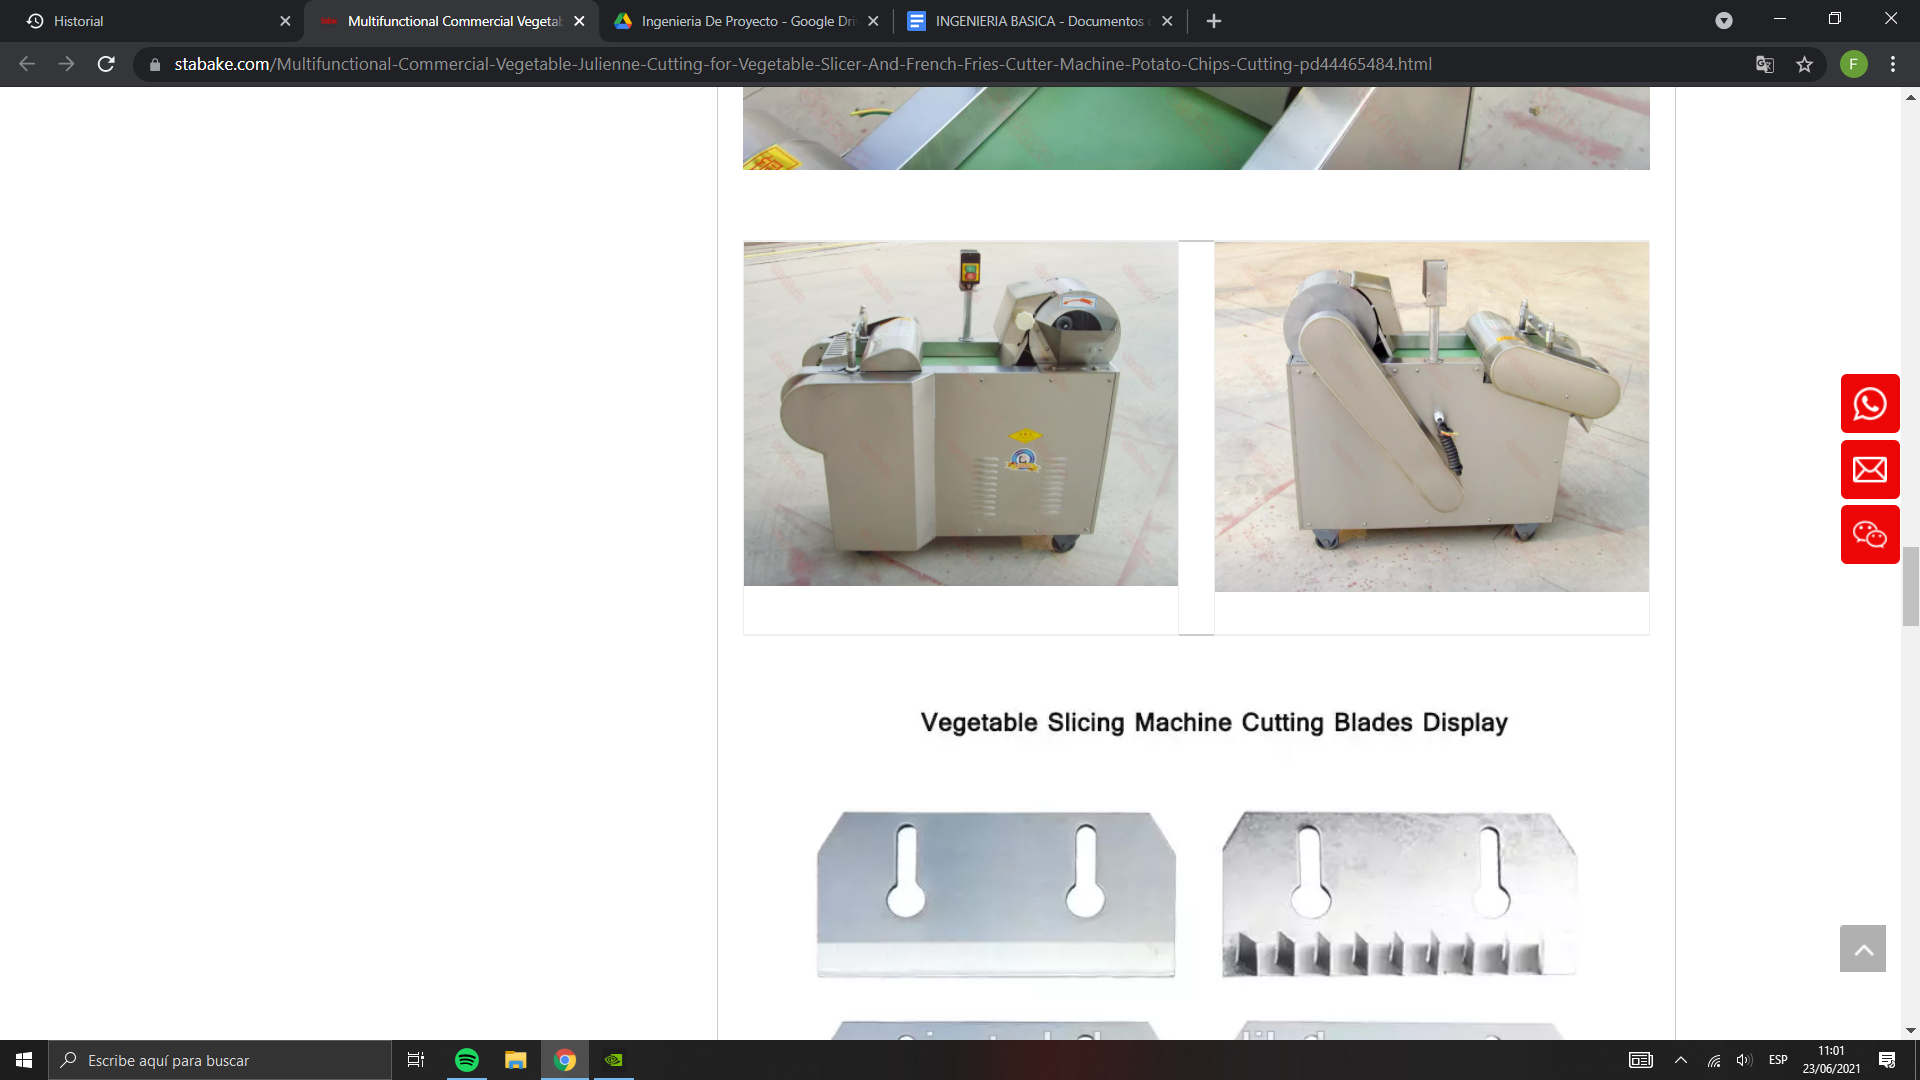 Historial
Multifunctional Commercial Vegetab
Ingenieria De Proyecto - Google Dri
INGENIERIA BASICA - Documentos
stabake.com/Multifunctional-Commercial-Vegetable-Julienne-Cutting-for-Vegetable-Slicer-And-French-Fries-Cutter-Machine-Potato-Chips-Cutting-pd44465484.html
F
Vegetable Slicing Machine Cutting Blades Display
Escribe aquí para buscar
ESP
11:01
23/06/2021